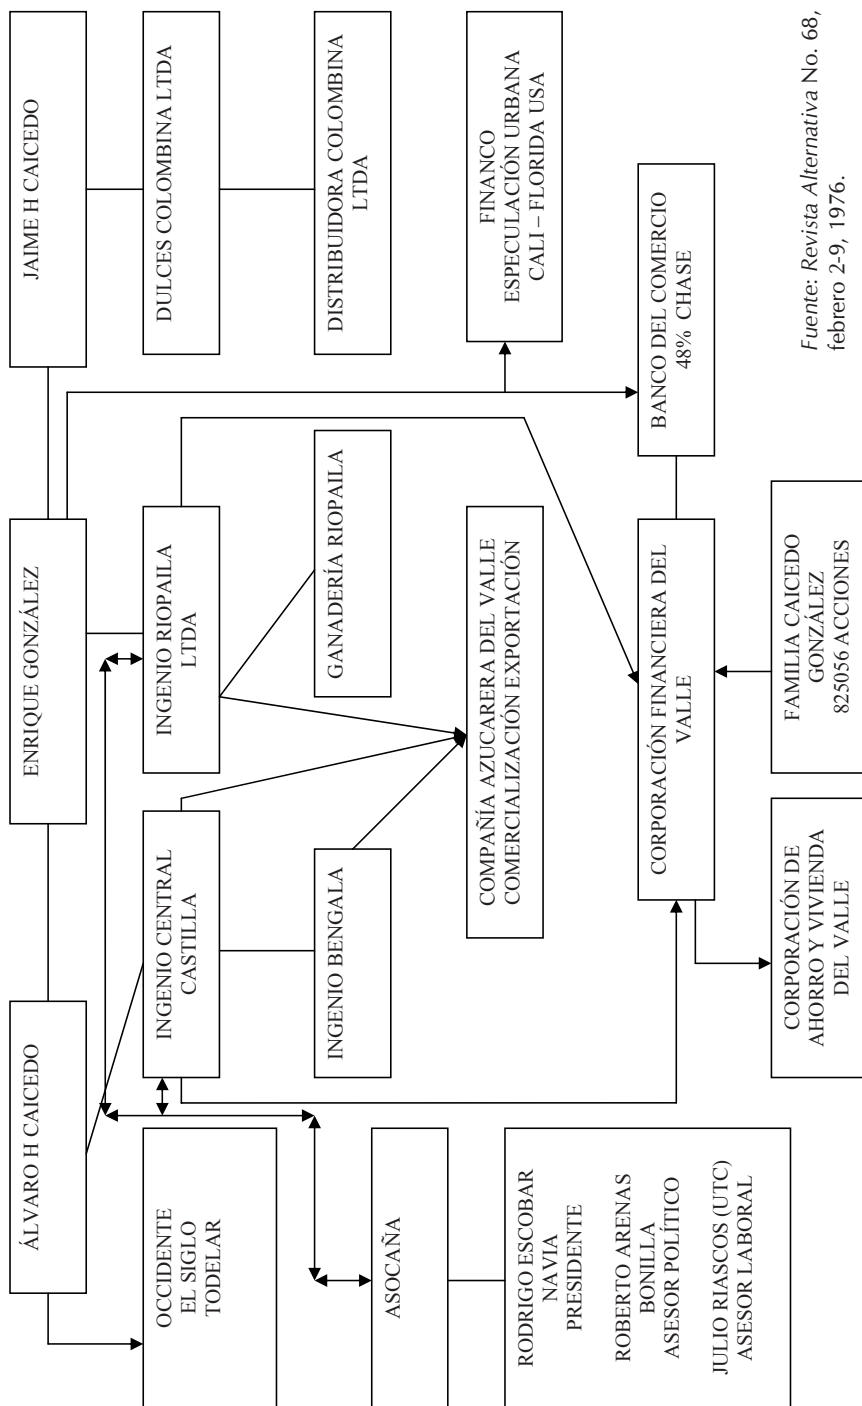 ÁLVARO H CAICEDO
ENRIQUE GONZÁLEZ
JAIME H CAICEDO
OCCIDENTE
EL SIGLO
TODELAR
INGENIO CENTRAL
CASTILLA
INGENIO RIOPAILA
LTDA
DULCES COLOMBINA LTDA
INGENIO BENGALA
GANADERÍA RIOPAILA
DISTRIBUIDORA COLOMBINA
LTDA
ASOCAÑA
COMPAÑÍA AZUCARERA DEL VALLE
COMERCIALIZACIÓN EXPORTACIÓN
FINANCO
ESPECULACIÓN URBANA
CALI – FLORIDA USA
RODRIGO ESCOBAR
NAVIA
PRESIDENTE
ROBERTO ARENAS
BONILLA
ASESOR POLÍTICO
JULIO RIASCOS (UTC)
ASESOR LABORAL
CORPORACIÓN FINANCIERA DEL
VALLE
BANCO DEL COMERCIO
48% CHASE
CORPORACIÓN DE
AHORRO Y VIVIENDA
DEL VALLE
FAMILIA CAICEDO
GONZÁLEZ
825056 ACCIONES
Fuente: Revista Alternativa No. 68,
febrero 2-9, 1976.